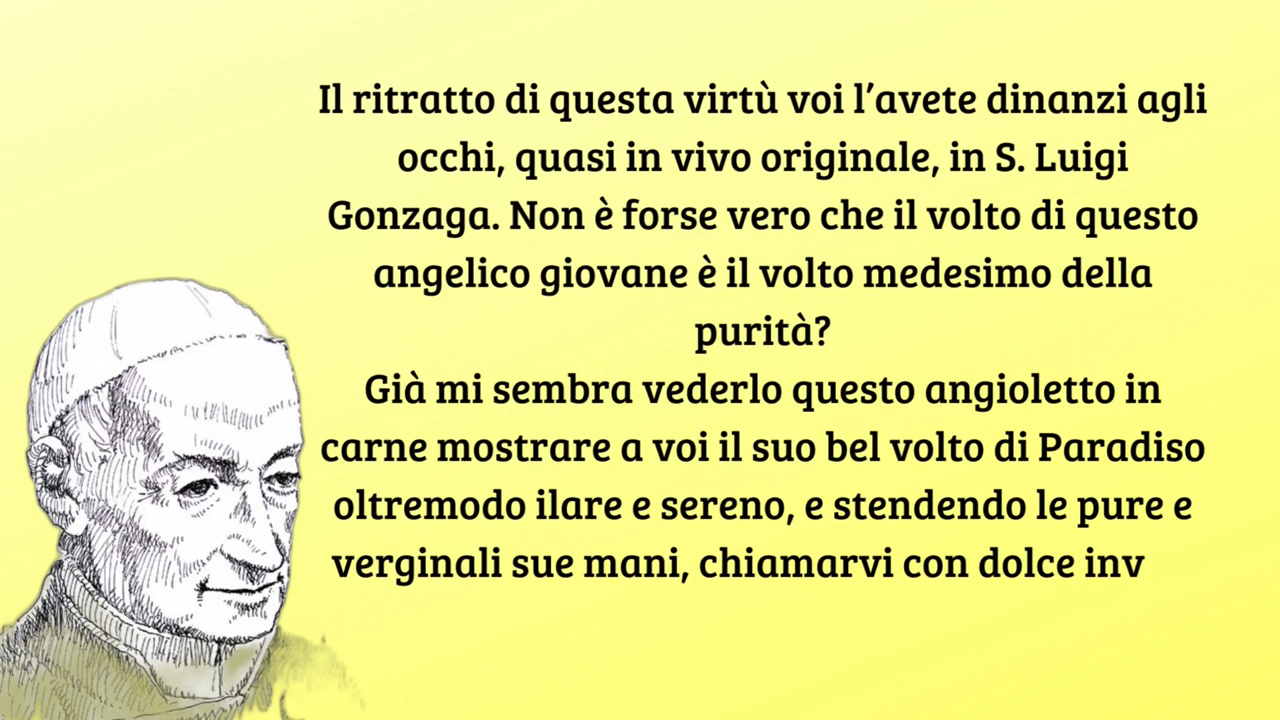 Il ritratto di questa virtù voi l’avete dinanzi agli
occhi, quasi in vivo originale, in S. Luigi
Gonzaga. Non è forse vero che il volto di questo
angelico giovane è il volto medesimo della
purità?
Già mi sembra vederlo questo angioletto in
carne mostrare a voi il suo bel volto di Paradiso
oltremodo ilare e sereno, e stendendo le pure e
verginali sue mani, chiamarvi con dolce inv